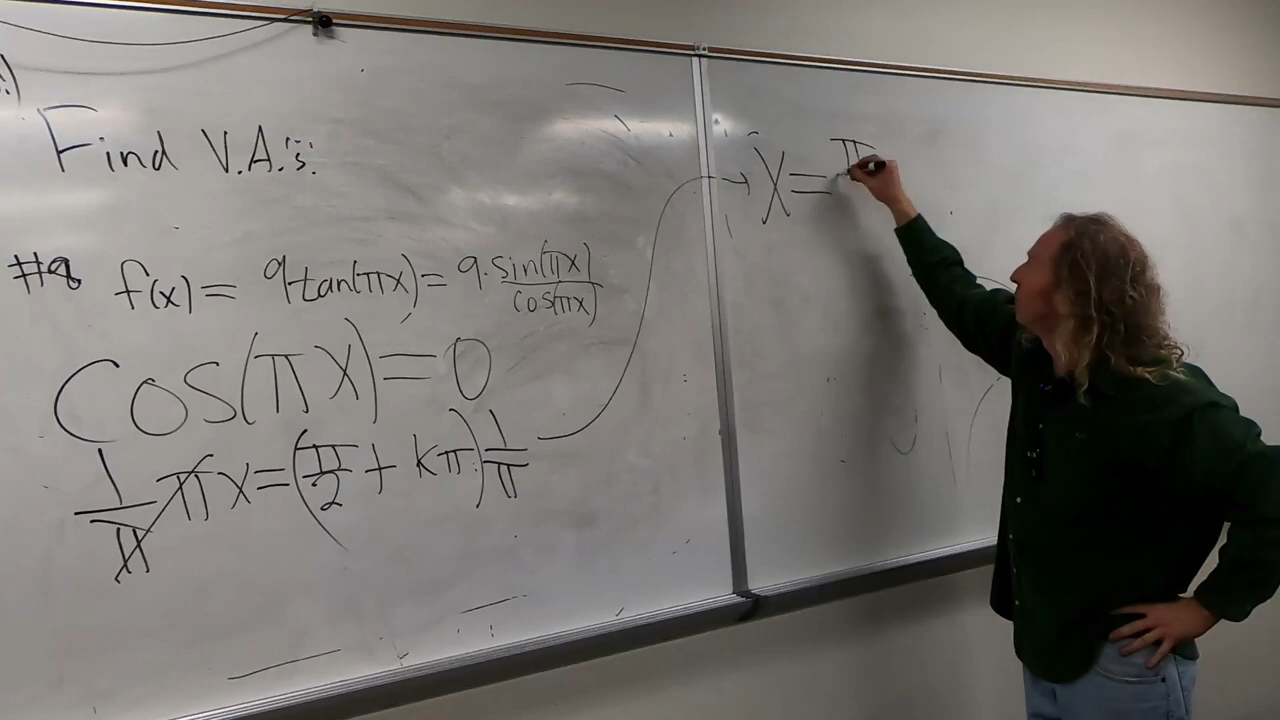 Find V.A.'s:
#9 f(x) = 9tan(πx) = 9·sin(πx)/cos(πx)
cos(πx) = 0
1/π πx = (π/2 + kπ)1/π
→ x = π